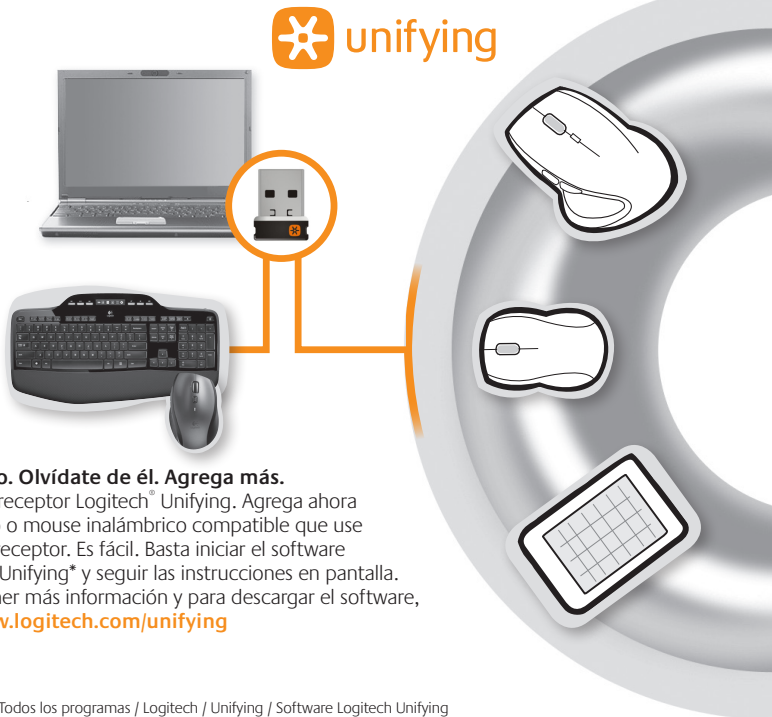 unifying
o. Olvídate de él. Agrega más.
receptor Logitech® Unifying. Agrega ahora
o mouse inalámbrico compatible que use
receptor. Es fácil. Basta iniciar el software
Unifying* y seguir las instrucciones en pantalla.
ner más información y para descargar el software,
w.logitech.com/unifying
Todos los programas / Logitech / Unifying / Software Logitech Unifying